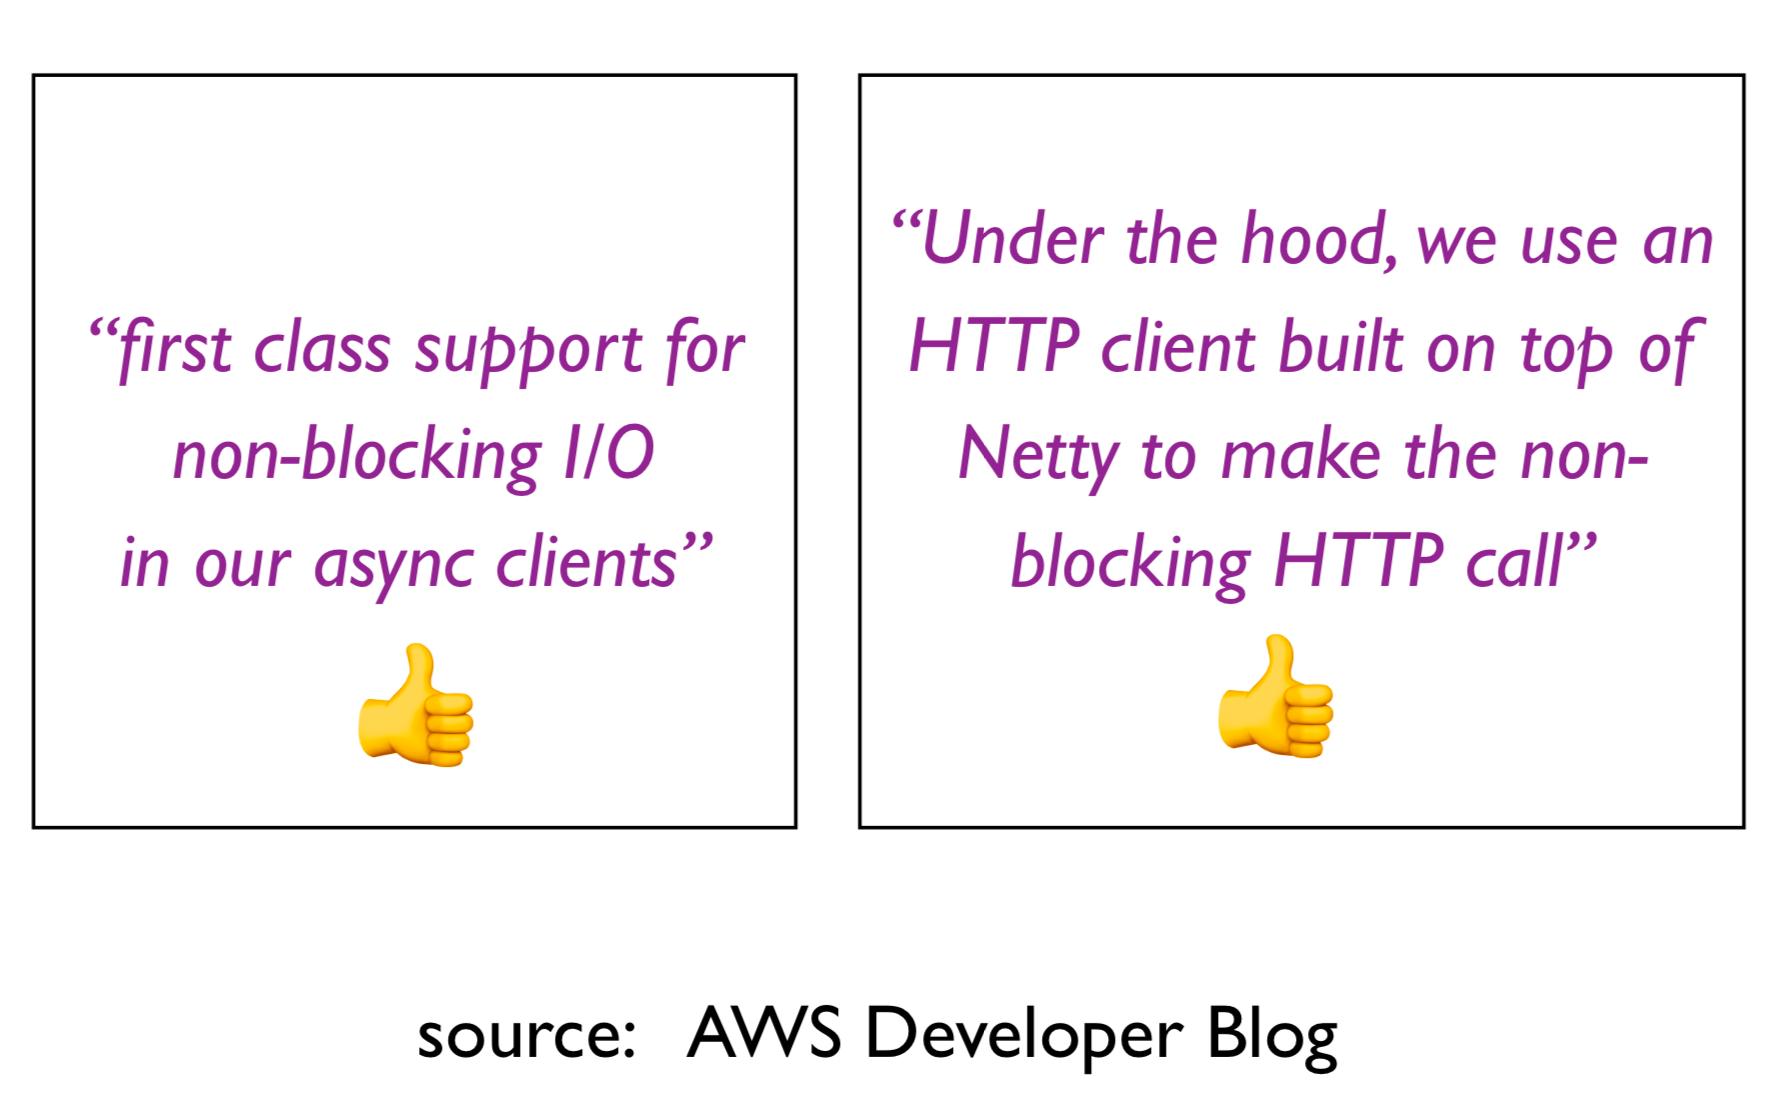 “first class support for
non-blocking I/O
in our async clients”
“Under the hood, we use an
HTTP client built on top of
Netty to make the non-
blocking HTTP call”
source: AWS Developer Blog